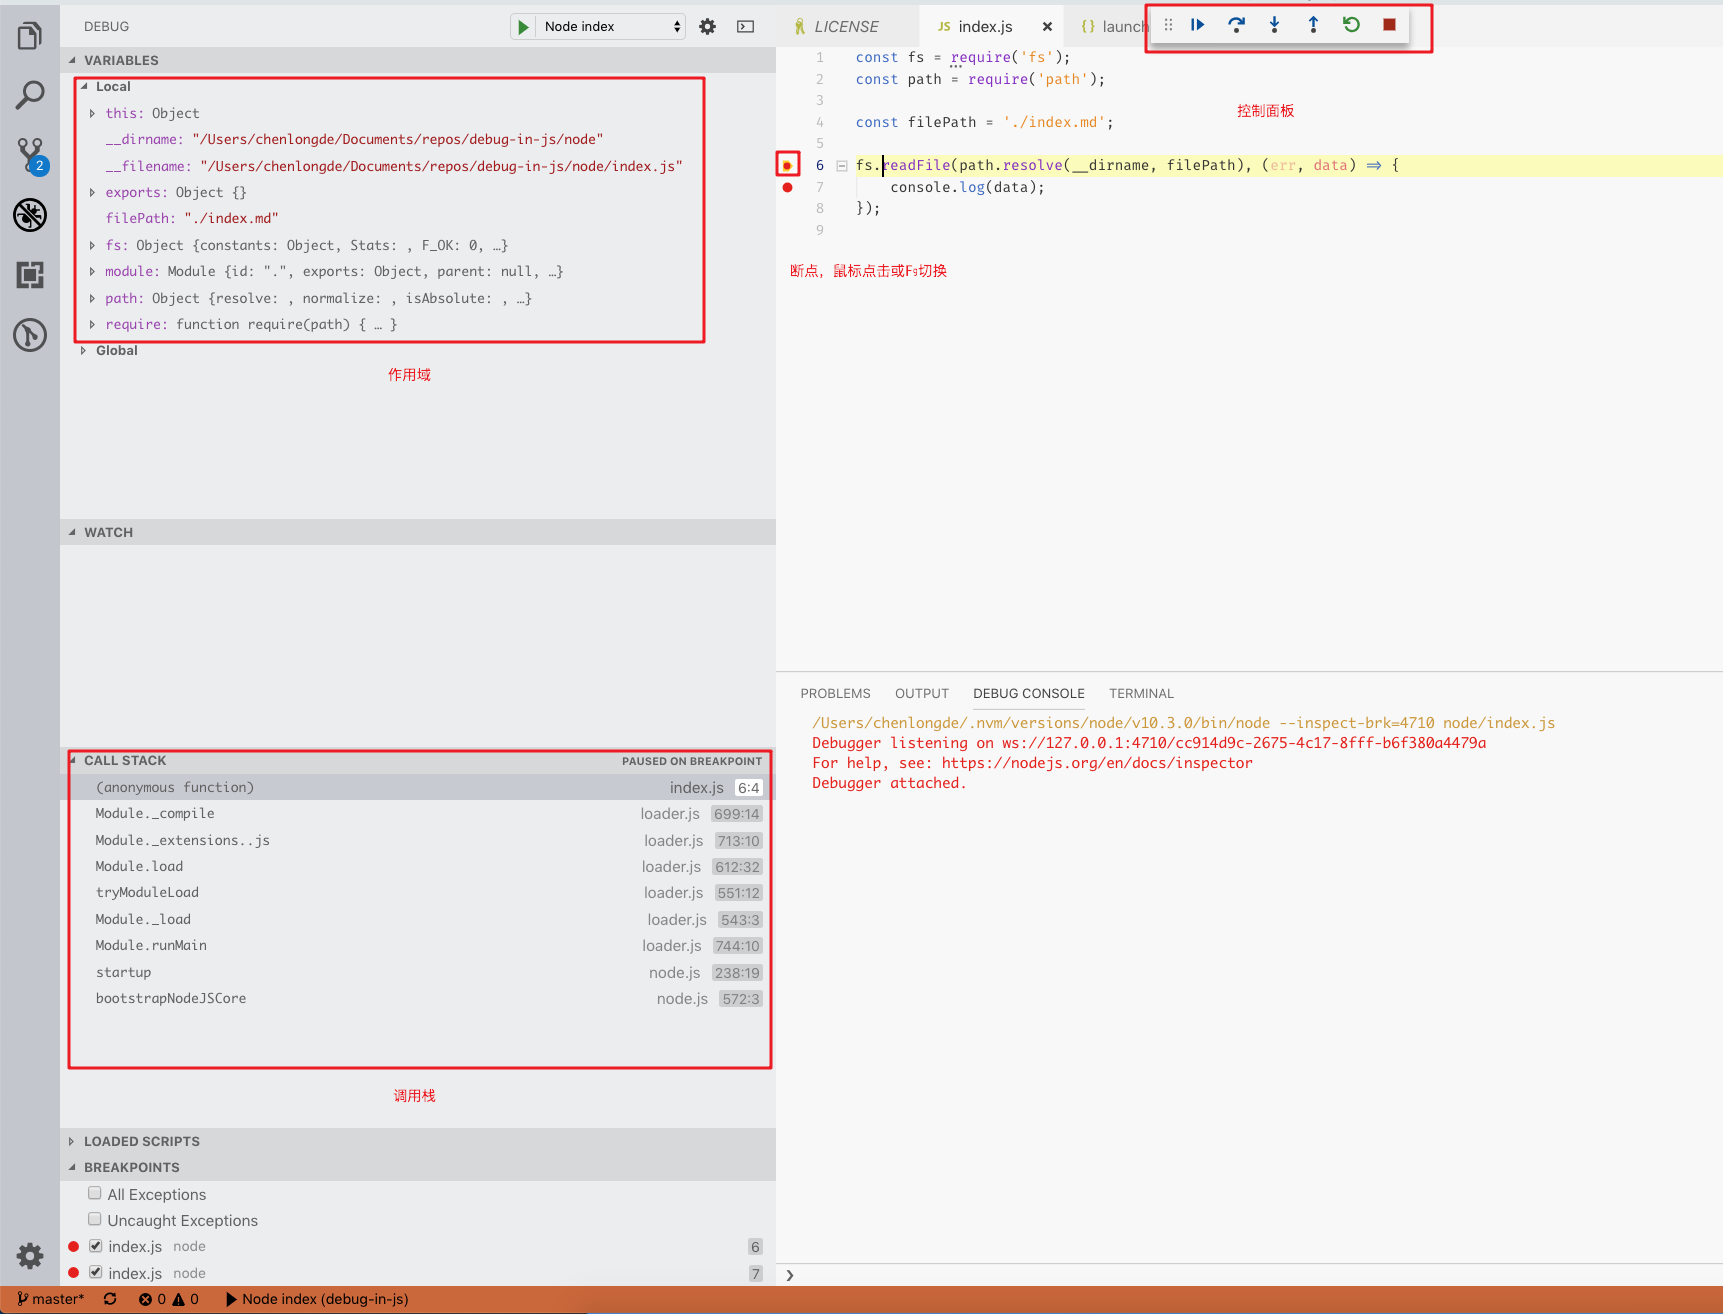 DEBUG
Node index
VARIABLES
Local
this: Object
__dirname: "/Users/chenlongde/Documents/repos/debug-in-js/node"
__filename: "/Users/chenlongde/Documents/repos/debug-in-js/node/index.js"
exports: Object {}
filePath: "./index.md"
fs: Object {constants: Object, Stats: , F_OK: 0, …}
module: Module {id: ".", exports: Object, parent: null, …}
path: Object {resolve: , normalize: , isAbsolute: , …}
require: function require(path) { … }
Global
作用域
2
WATCH
CALL STACK PAUSED ON BREAKPOINT
(anonymous function) index.js 6:4
Module._compile loader.js 699:14
Module._extensions..js loader.js 713:10
Module.load loader.js 612:32
tryModuleLoad loader.js 551:12
Module._load loader.js 543:3
Module.runMain loader.js 744:10
startup node.js 238:19
bootstrapNodeJSCore node.js 572:3
调用栈
LOADED SCRIPTS
BREAKPOINTS
All Exceptions
Uncaught Exceptions
index.js node 6
index.js node 7
LICENSE JS index.js {} launch
1 const fs = require('fs');
2 const path = require('path');
3
控制面板
4 const filePath = './index.md';
5
6 fs.readFile(path.resolve(__dirname, filePath), (err, data) => {
7 console.log(data);
8 });
9
断点，鼠标点击或F9切换
PROBLEMS OUTPUT DEBUG CONSOLE TERMINAL
/Users/chenlongde/.nvm/versions/node/v10.3.0/bin/node --inspect-brk=4710 node/index.js
Debugger listening on ws://127.0.0.1:4710/cc914d9c-2675-4c17-8fff-b6f380a4479a
For help, see: https://nodejs.org/en/docs/inspector
Debugger attached.
master* 0 0 Node index (debug-in-js)